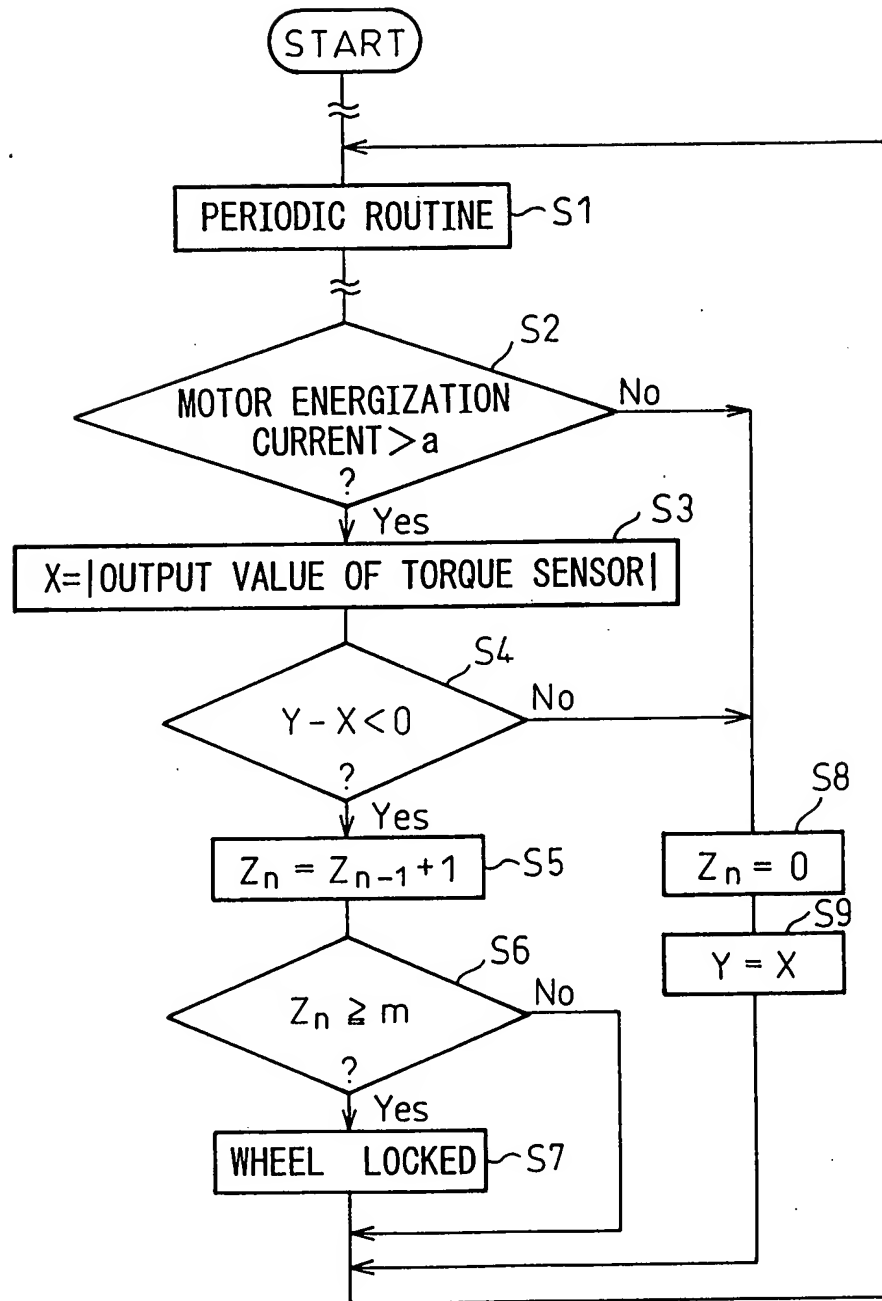 START
PERIODIC ROUTINE
S1
S2
MOTOR ENERGIZATION
CURRENT>a
?
No
Yes
S3
X=|OUTPUT VALUE OF TORQUE SENSOR|
S4
Y-X<0
?
No
Yes
Zn = Zn-1+1
S5
S8
Zn = 0
S9
Y = X
S6
Zn ≧ m
?
No
Yes
WHEEL LOCKED
S7